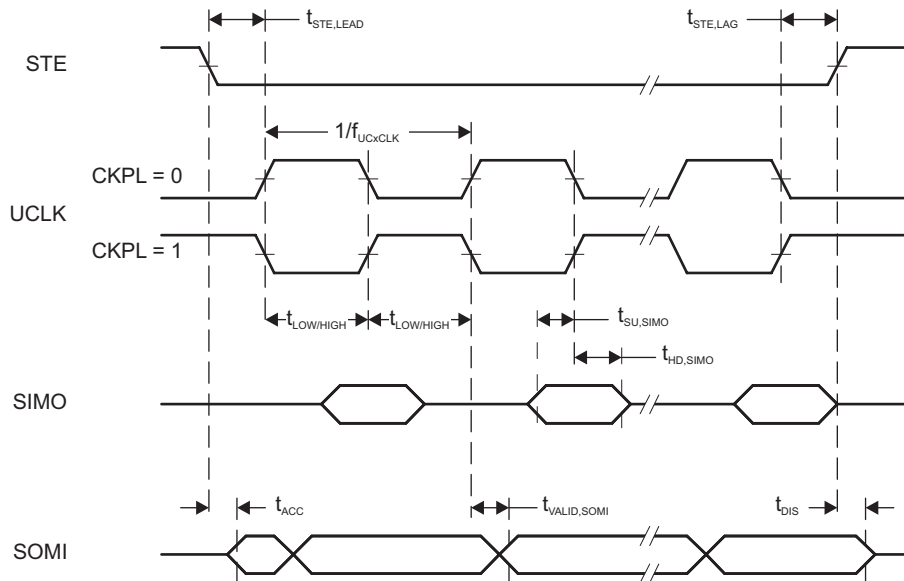 tSTE,LEAD
tSTE,LAG
STE
1/fUCxCLK
CKPL = 0
UCLK
CKPL = 1
tLOW/HIGH tLOW/HIGH
tSU,SIMO
tHD,SIMO
SIMO
tACC
tVALID,SOMI
tDIS
SOMI